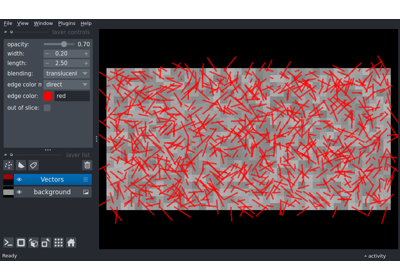 File View Window Plugins Help
layer controls
opacity: 0.70
width: 0.20
length: 2.50
blending: translucent
edge color m direct
edge color: red
out of slice:
layer list
Vectors
background
Ready
activity